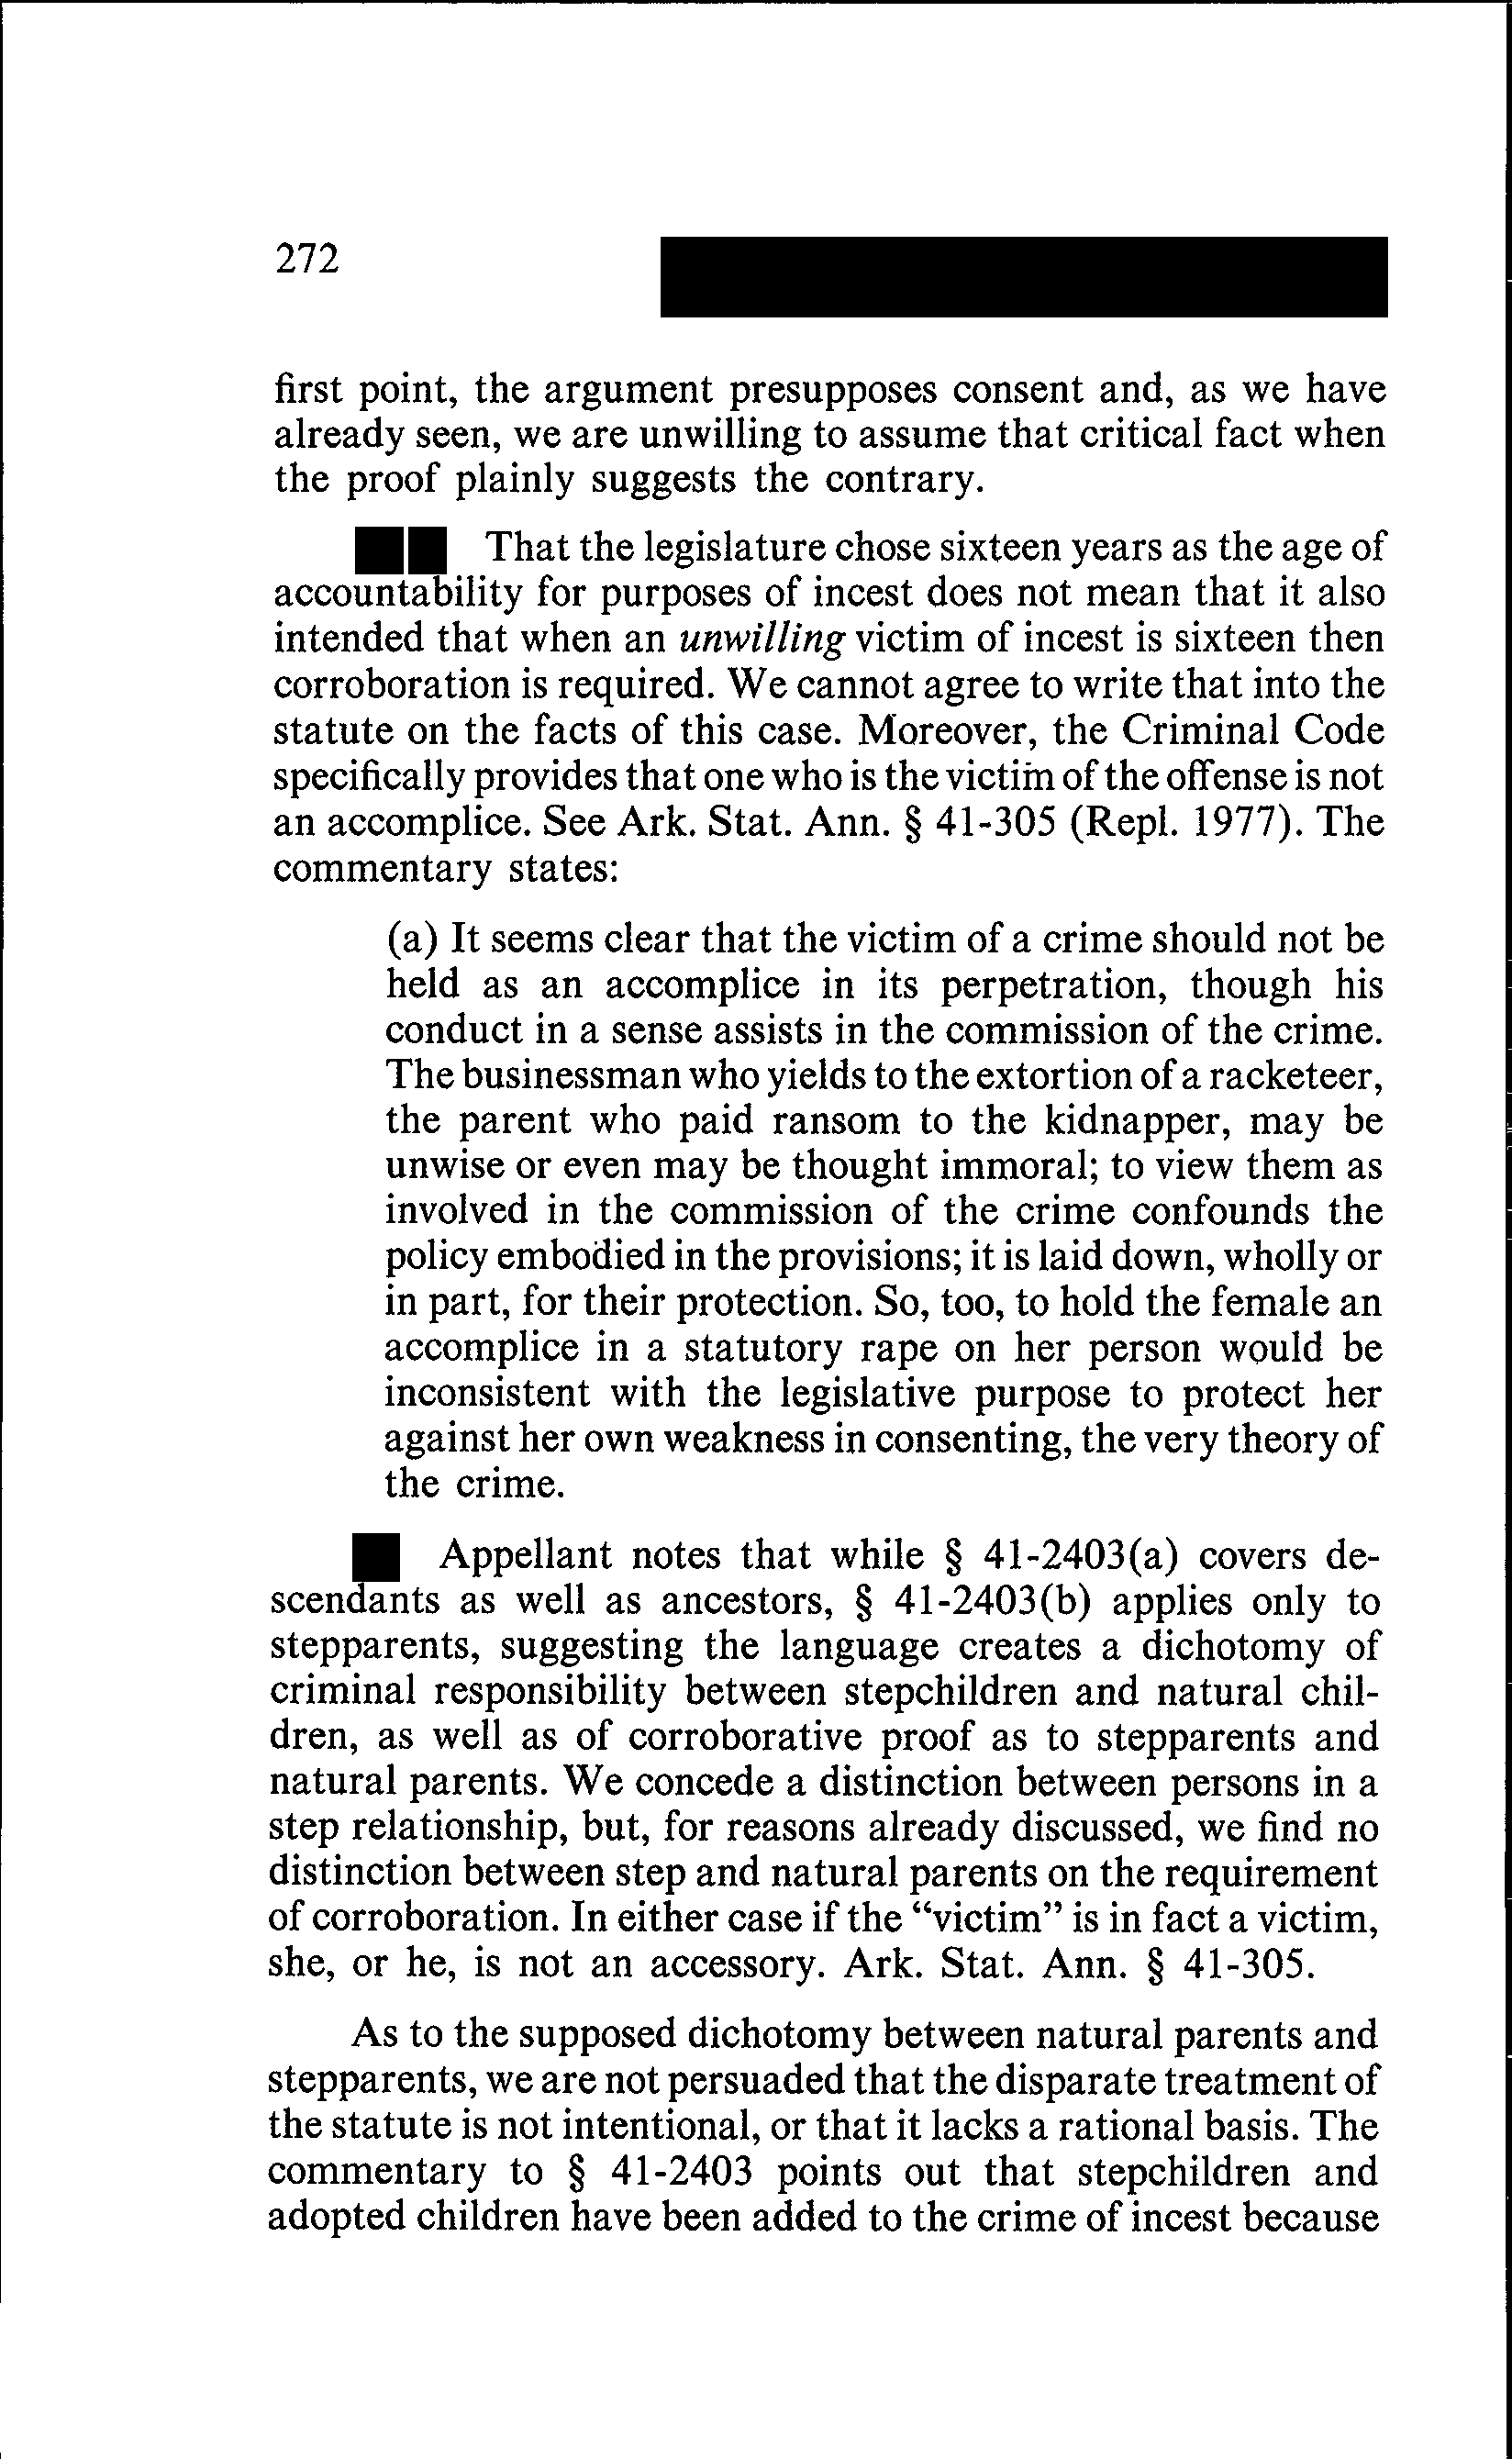 272
first point, the argument presupposes consent and, as we have
already seen, we are unwilling to assume that critical fact when
the proof plainly suggests the contrary.
That the legislature chose sixteen years as the age of
accountability for purposes of incest does not mean that it also
intended that when an unwilling victim of incest is sixteen then
corroboration is required. We cannot agree to write that into the
statute on the facts of this case. Moreover, the Criminal Code
specifically provides that one who is the victim of the offense is not
an accomplice. See Ark. Stat. Ann. § 41-305 (Repl. 1977). The
commentary states:
(a) It seems clear that the victim of a crime should not be
held as an accomplice in its perpetration, though his
conduct in a sense assists in the commission of the crime.
The businessman who yields to the extortion of a racketeer,
the parent who paid ransom to the kidnapper, may be
unwise or even may be thought immoral; to view them as
involved in the commission of the crime confounds the
policy embodied in the provisions; it is laid down, wholly or
in part, for their protection. So, too, to hold the female an
accomplice in a statutory rape on her person would be
inconsistent with the legislative purpose to protect her
against her own weakness in consenting, the very theory of
the crime.
Appellant notes that while § 41-2403(a) covers de-
scendants as well as ancestors, § 41-2403(b) applies only to
stepparents, suggesting the language creates a dichotomy of
criminal responsibility between stepchildren and natural chil-
dren, as well as of corroborative proof as to stepparents and
natural parents. We concede a distinction between persons in a
step relationship, but, for reasons already discussed, we find no
distinction between step and natural parents on the requirement
of corroboration. In either case if the “victim” is in fact a victim,
she, or he, is not an accessory. Ark. Stat. Ann. § 41-305.
As to the supposed dichotomy between natural parents and
stepparents, we are not persuaded that the disparate treatment of
the statute is not intentional, or that it lacks a rational basis. The
commentary to § 41-2403 points out that stepchildren and
adopted children have been added to the crime of incest because